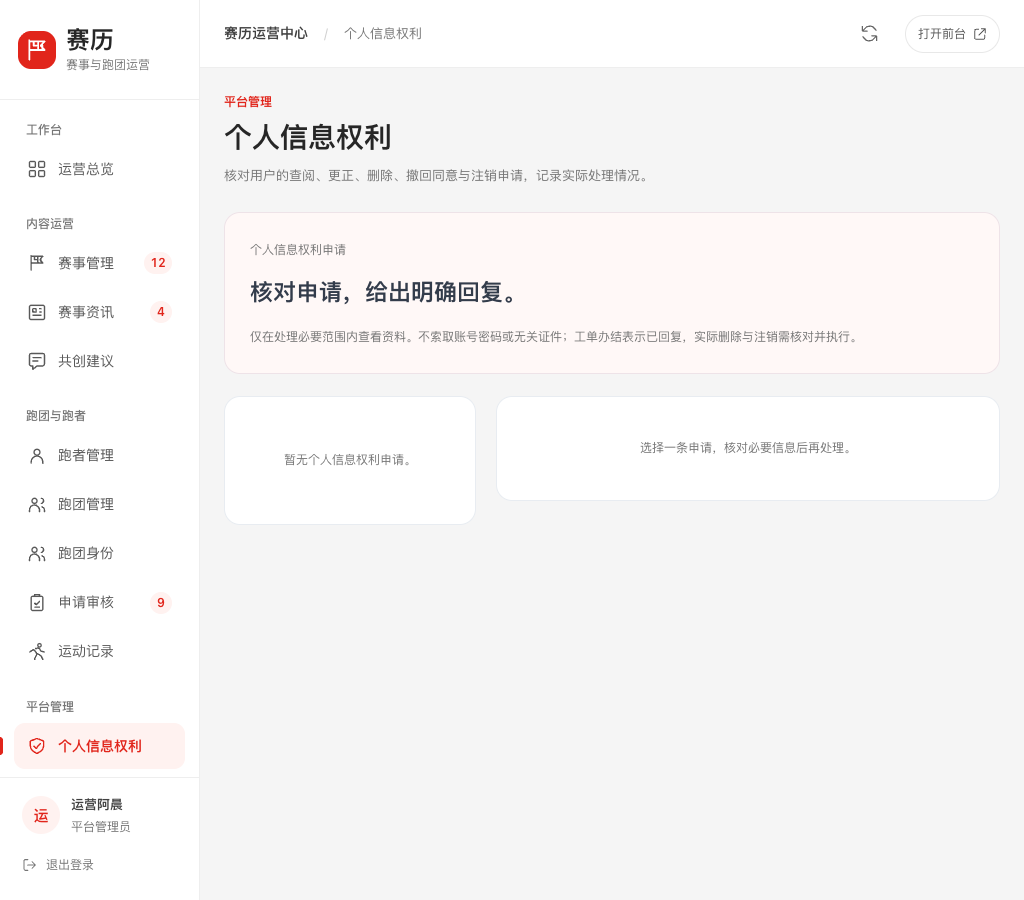 赛历
赛事与跑团运营
工作台
运营总览
内容运营
赛事管理 12
赛事资讯 4
共创建议
跑团与跑者
跑者管理
跑团管理
跑团身份
申请审核 9
运动记录
平台管理
个人信息权利
运
运营阿晨
平台管理员
退出登录
赛历运营中心 / 个人信息权利
打开前台
平台管理
个人信息权利
核对用户的查阅、更正、删除、撤回同意与注销申请，记录实际处理情况。
个人信息权利申请
核对申请，给出明确回复。
仅在处理必要范围内查看资料。不索取账号密码或无关证件；工单办结表示已回复，实际删除与注销需核对并执行。
暂无个人信息权利申请。
选择一条申请，核对必要信息后再处理。